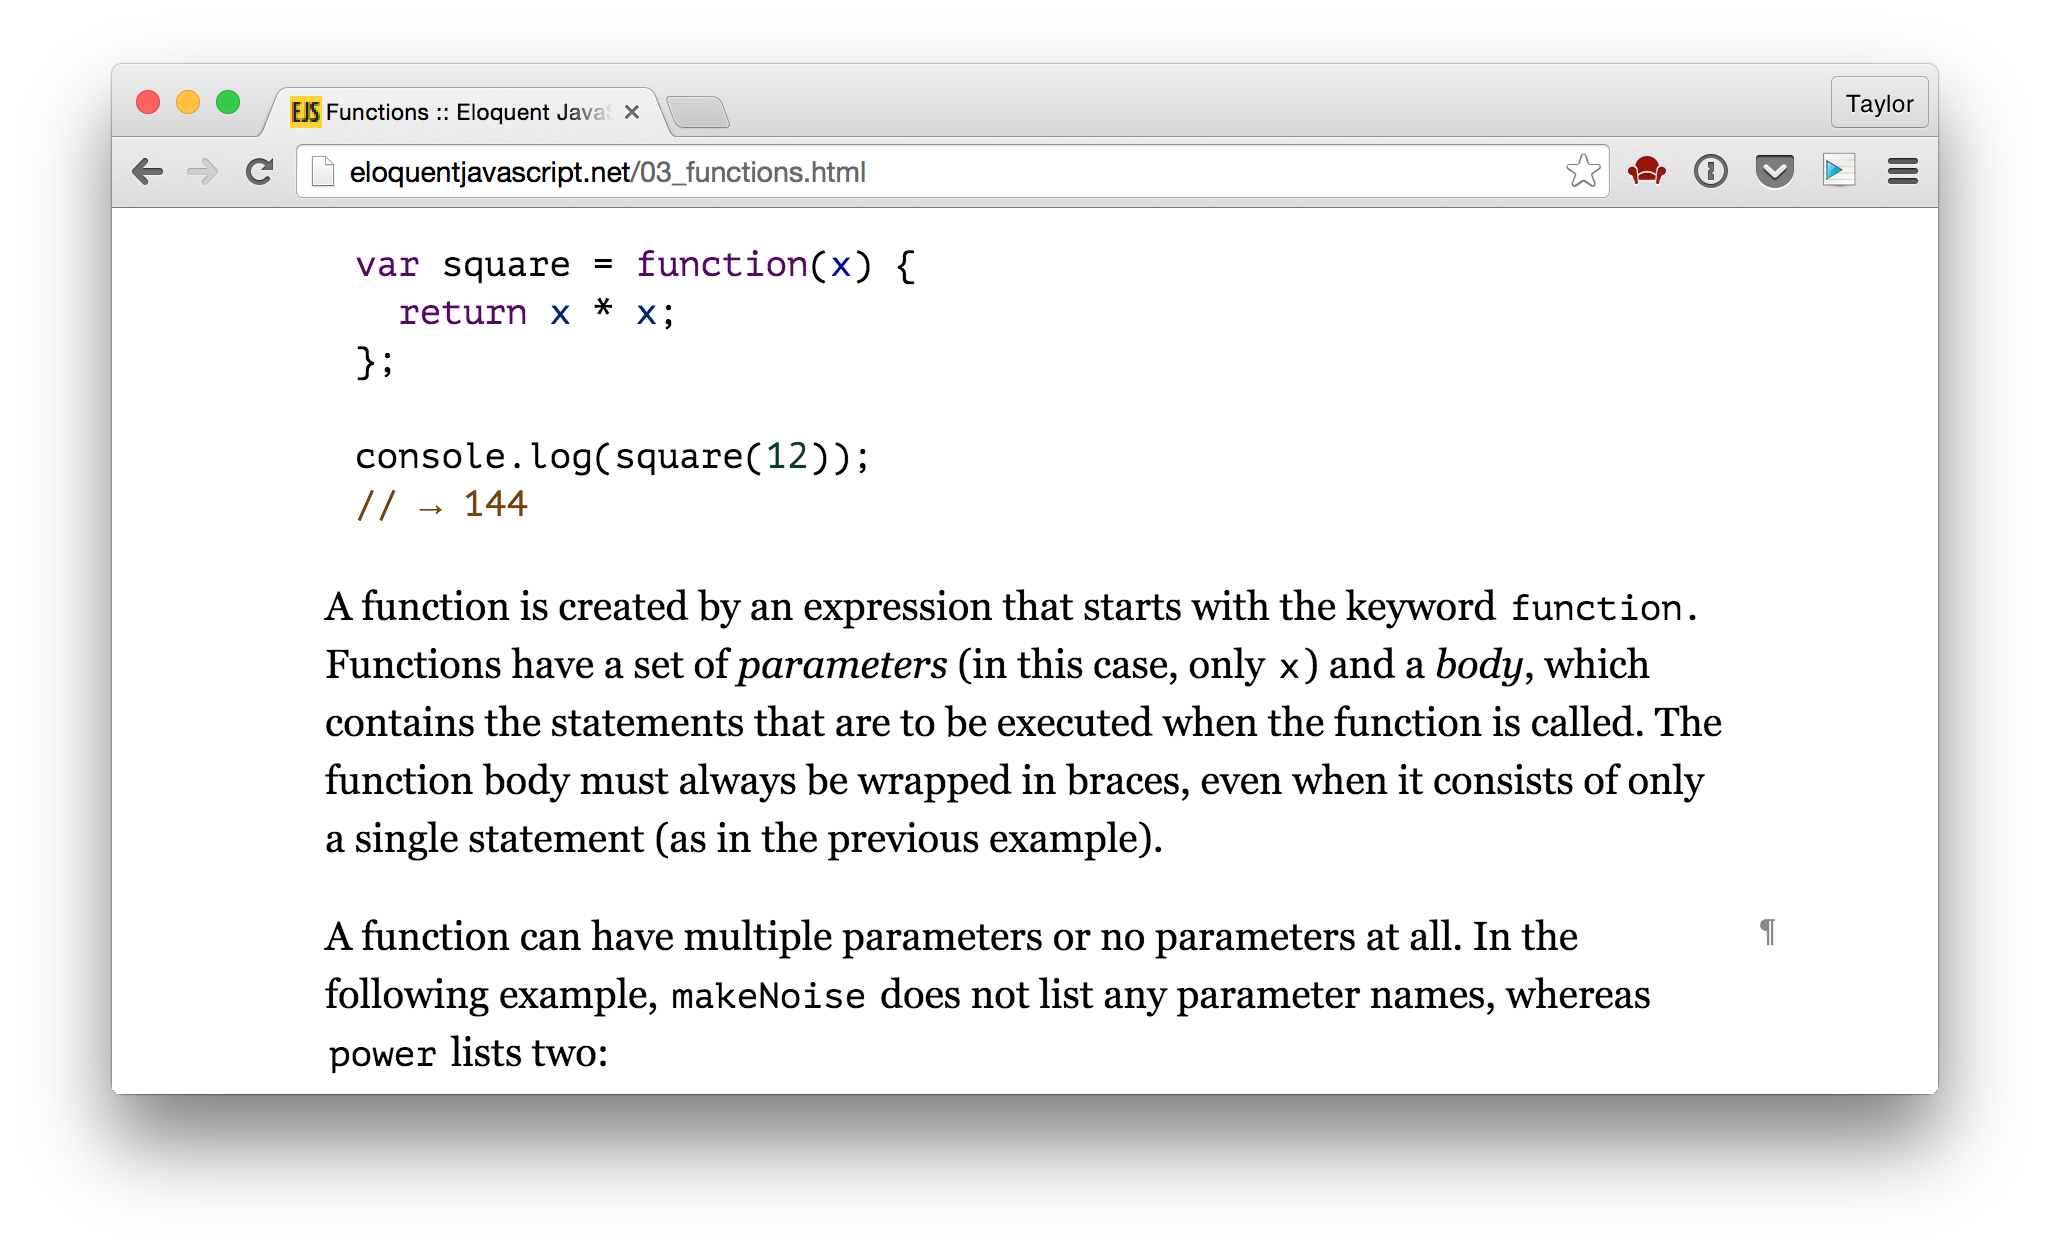 EJS Functions :: Eloquent Javas
Taylor
eloquentjavascript.net/03_functions.html
var square = function(x) {
  return x * x;
};
console.log(square(12));
// → 144
A function is created by an expression that starts with the keyword function.
Functions have a set of parameters (in this case, only x) and a body, which
contains the statements that are to be executed when the function is called. The
function body must always be wrapped in braces, even when it consists of only
a single statement (as in the previous example).
A function can have multiple parameters or no parameters at all. In the ¶
following example, makeNoise does not list any parameter names, whereas
power lists two: